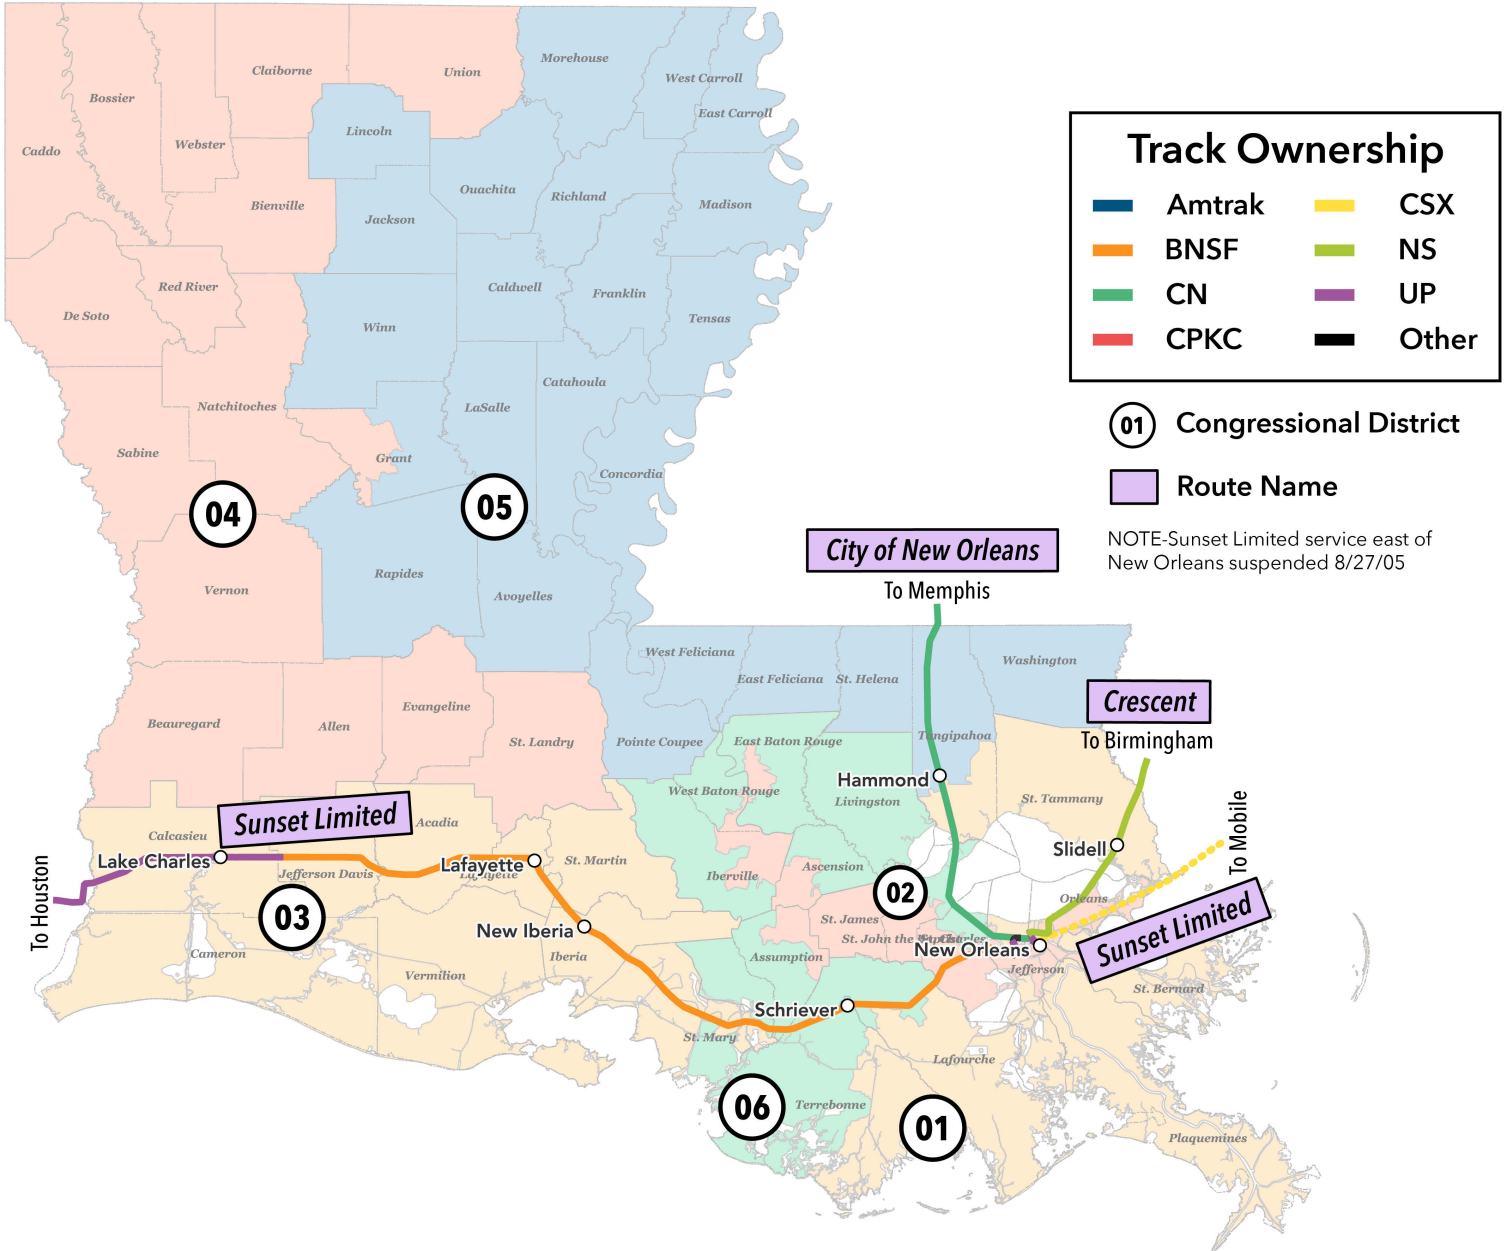 Morehouse
Claiborne
Union
West Carroll
Bossier
East Carroll
Lincoln
Webster
Caddo
Ouachita
Richland
Bienville
Madison
Jackson
Red River
Caldwell
Franklin
De Soto
Winn
Tensas
Catahoula
Natchitoches
LaSalle
Sabine
Grant
Concordia
04
05
Rapides
Vernon
Avoyelles
Track Ownership
Amtrak
BNSF
CN
CPKC
CSX
NS
UP
Other
01 Congressional District
Route Name
NOTE-Sunset Limited service east of
New Orleans suspended 8/27/05
City of New Orleans
To Memphis
West Feliciana
East Feliciana
St. Helena
Washington
Crescent
To Birmingham
Beauregard
Allen
Evangeline
St. Landry
Pointe Coupee
East Baton Rouge
Tangipahoa
Hammond
West Baton Rouge
Livingston
St. Tammany
Sunset Limited
Acadia
Calcasieu
Lake Charles
Jefferson Davis
Lafayette
Lafayette
St. Martin
Slidell
To Mobile
Iberville
Ascension
02
Orleans
To Houston
03
St. James
New Iberia
St. John the Baptist
St. Charles
New Orleans
Sunset Limited
Cameron
Iberia
Assumption
Vermilion
Jefferson
St. Bernard
Schriever
St. Mary
Lafourche
06
Terrebonne
01
Plaquemines